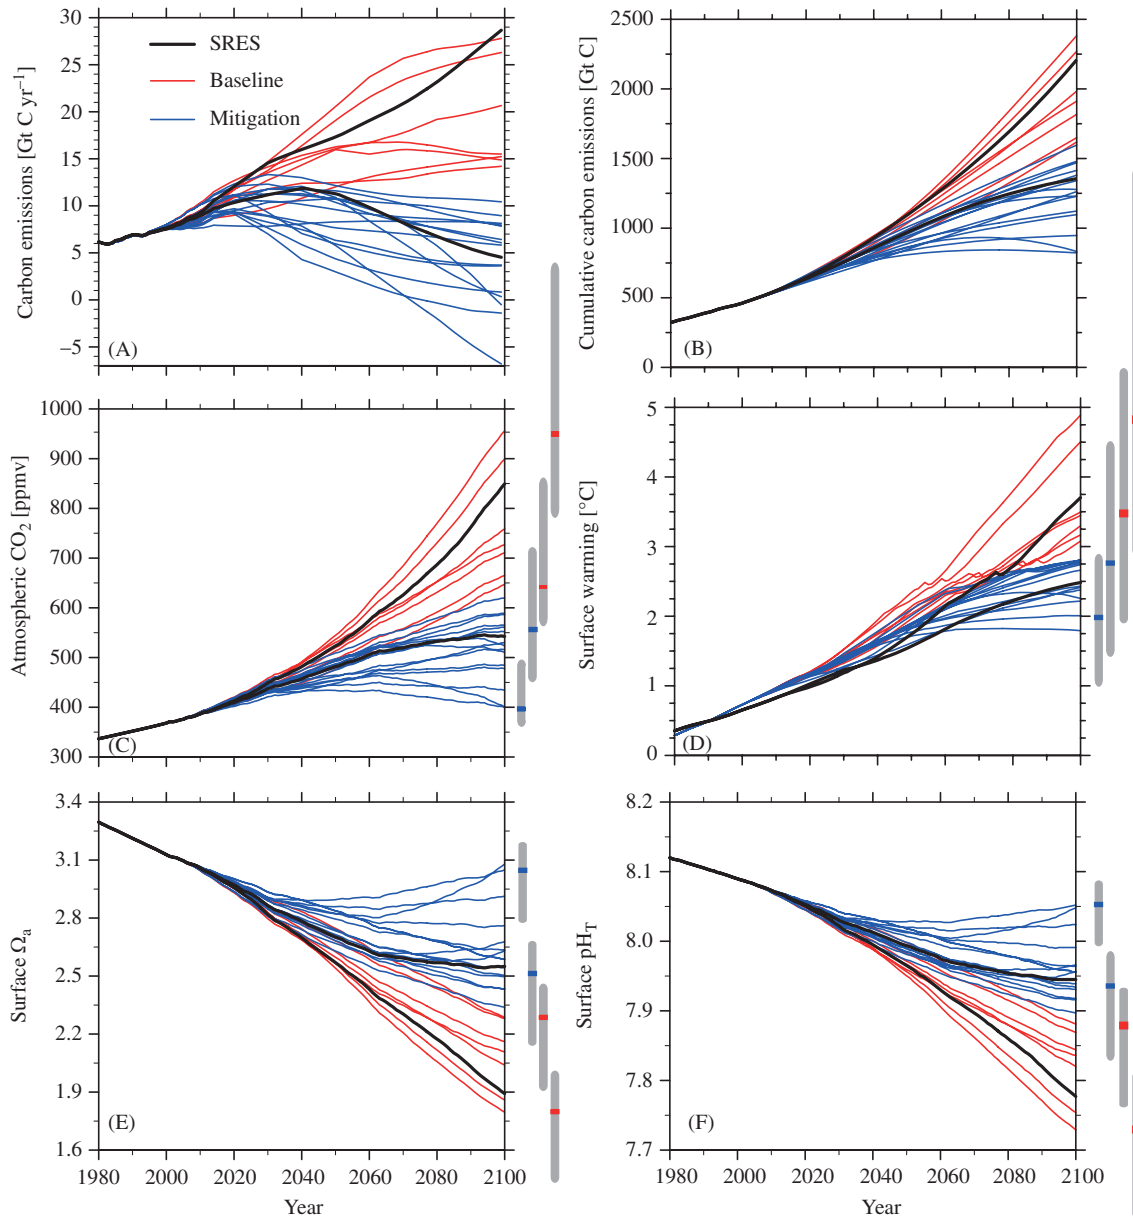 Carbon emissions [Gt C yr⁻¹]
30
25
20
15
10
5
0
−5
SRES
Baseline
Mitigation
(A)
Cumulative carbon emissions [Gt C]
2500
2000
1500
1000
500
0
(B)
Atmospheric CO₂ [ppmv]
1000
900
800
700
600
500
400
300
(C)
Surface warming [°C]
5
4
3
2
1
0
(D)
Surface Ωₐ
3.4
3.1
2.8
2.5
2.2
1.9
1.6
(E)
1980 2000 2020 2040 2060 2080 2100
Year
Surface pH_T
8.2
8.1
8.0
7.9
7.8
7.7
(F)
1980 2000 2020 2040 2060 2080 2100
Year